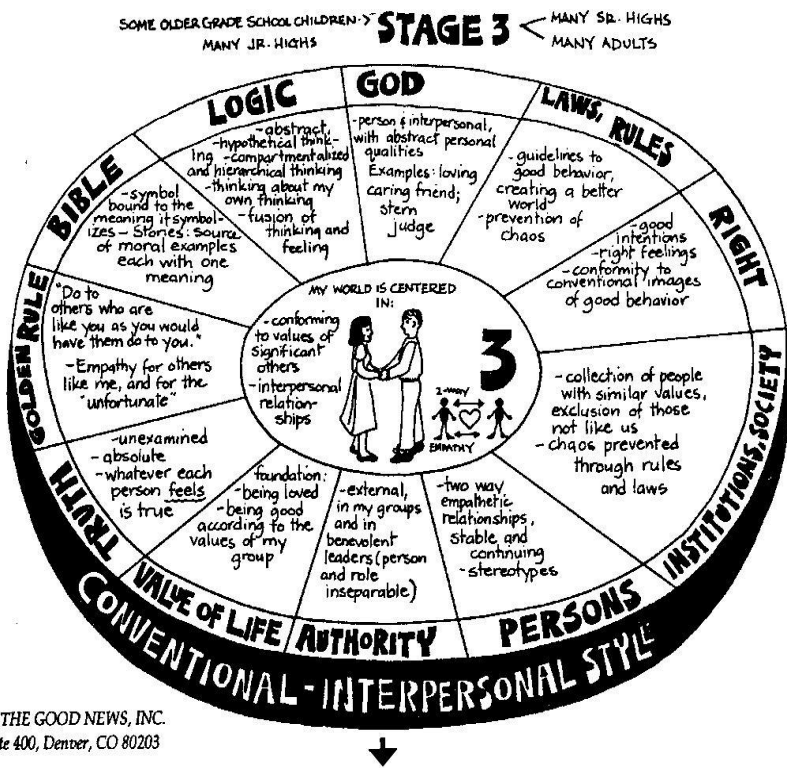 SOME OLDER GRADE SCHOOL CHILDREN->
MANY JR. HIGHS
STAGE 3
MANY SR. HIGHS
MANY ADULTS
GOD
-person & interpersonal,
with abstract personal
qualities
Examples: loving
caring friend;
stern
judge
LAWS, RULES
-guidelines to
good behavior,
creating a better
world
-prevention of
chaos
RIGHT
-good
intentions
-right feelings
-conformity to
conventional images
of good behavior
INSTITUTIONS, SOCIETY
-collection of people
with similar values,
exclusion of those
not like us
-chaos prevented
through rules
and laws
PERSONS
-two way
empathetic
relationships,
stable and
continuing
-stereotypes
AUTHORITY
-external,
in my groups
and in
benevolent
leaders (person
and role
inseparable)
VALUE OF LIFE
foundation:
-being loved
-being good
according to the
values of my
group
TRUTH
-unexamined
-absolute
-whatever each
person feels
is true
GOLDEN RULE
"Do to
others who are
like you as you would
have them do to you."
-Empathy for others
like me, and for the
"unfortunate"
BIBLE
-symbol
bound to the
meaning it symbol-
izes - Stories: source
of moral examples
each with one
meaning
LOGIC
-abstract,
-hypothetical think-
ing -compartmentalized
and hierarchical thinking
-thinking about my
own thinking
-fusion of
thinking and
feeling
MY WORLD IS CENTERED
IN:
-conforming
to values of
significant
others
-interpersonal
relation-
ships
3
2-WAY
EMPATHY
CONVENTIONAL-INTERPERSONAL STYLE
THE GOOD NEWS, INC.
te 400, Denver, CO 80203